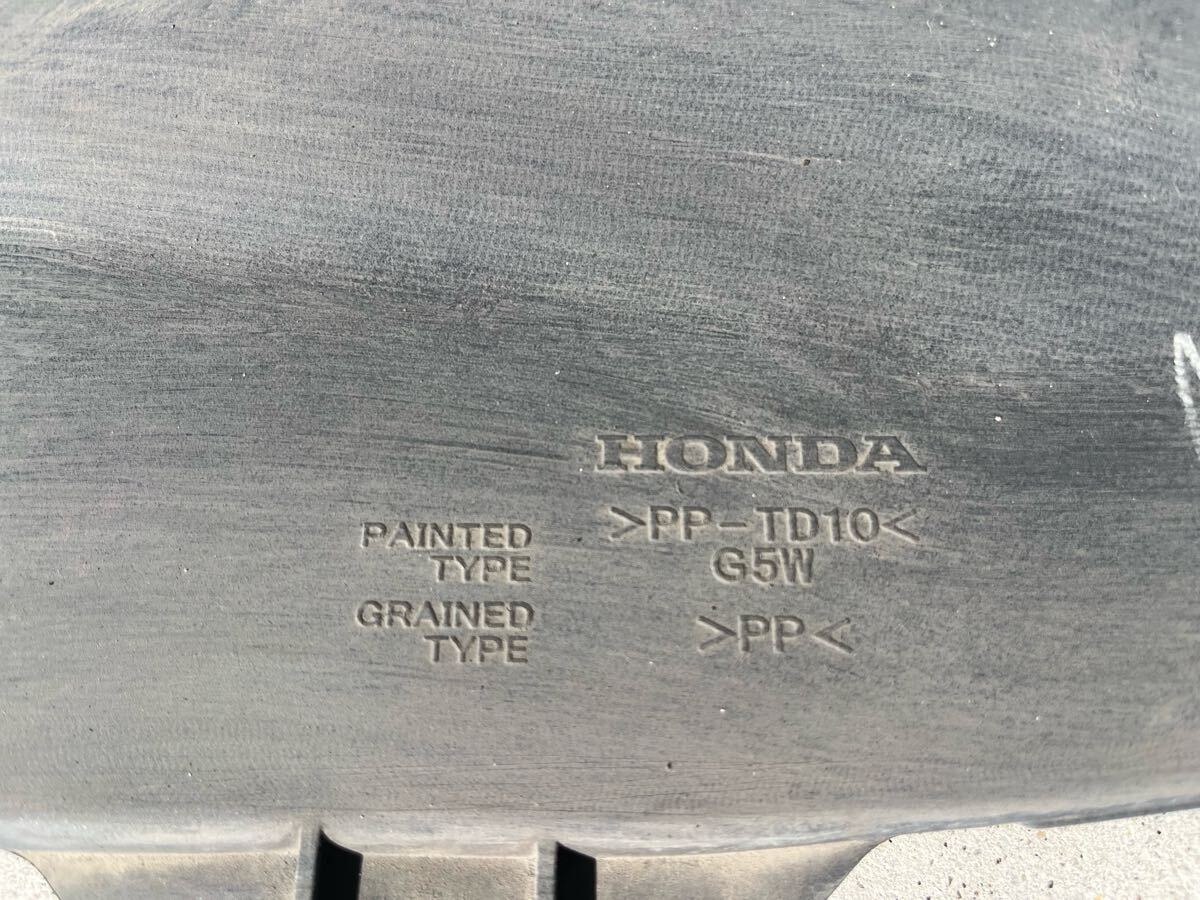 HONDA
PAINTED TYPE >PP-TD10<
G5W
GRAINED TYPE >PP<